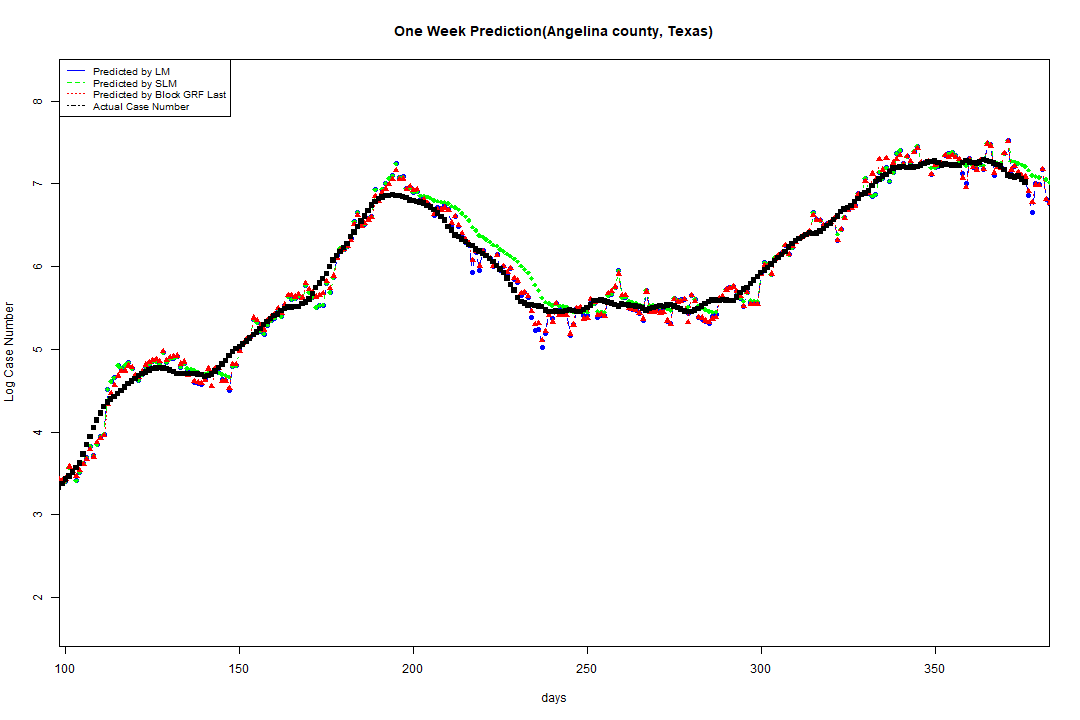 One Week Prediction(Angelina county, Texas)
Predicted by LM
Predicted by SLM
Predicted by Block GRF Last
Actual Case Number
8
7
6
5
4
3
2
Log Case Number
100 150 200 250 300 350
days